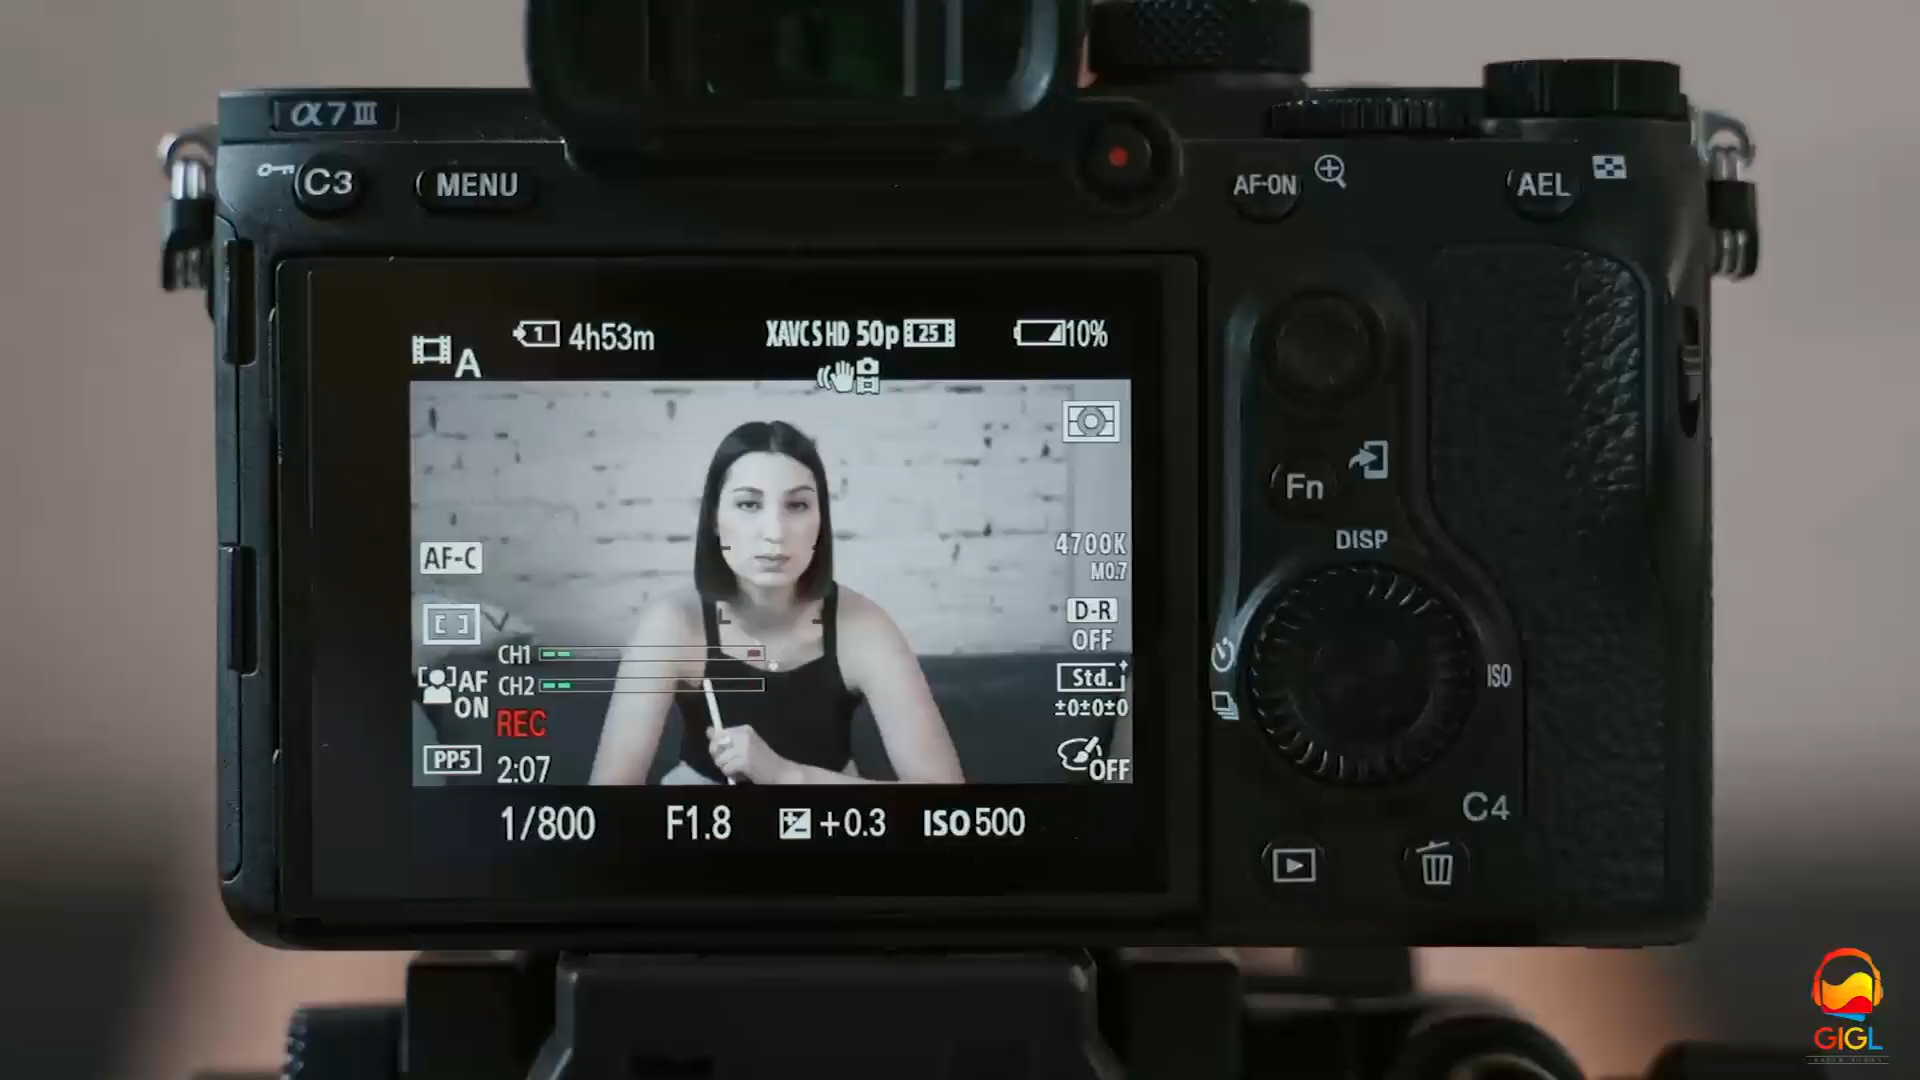 α7III
C3
MENU
AF-ON
AEL
1 4h53m
XAVC S HD 50p 25
10%
A
AF-C
4700K
M0.7
D-R
OFF
CH1
CH2
AF
ON
REC
Std.
±0±0±0
PP5
2:07
OFF
1/800
F1.8
+0.3
ISO500
Fn
DISP
ISO
C4
GIGL